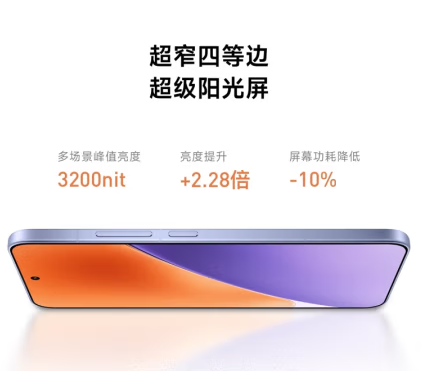 超窄四等边
超级阳光屏
多场景峰值亮度
亮度提升
屏幕功耗降低
3200nit
+2.28倍
-10%